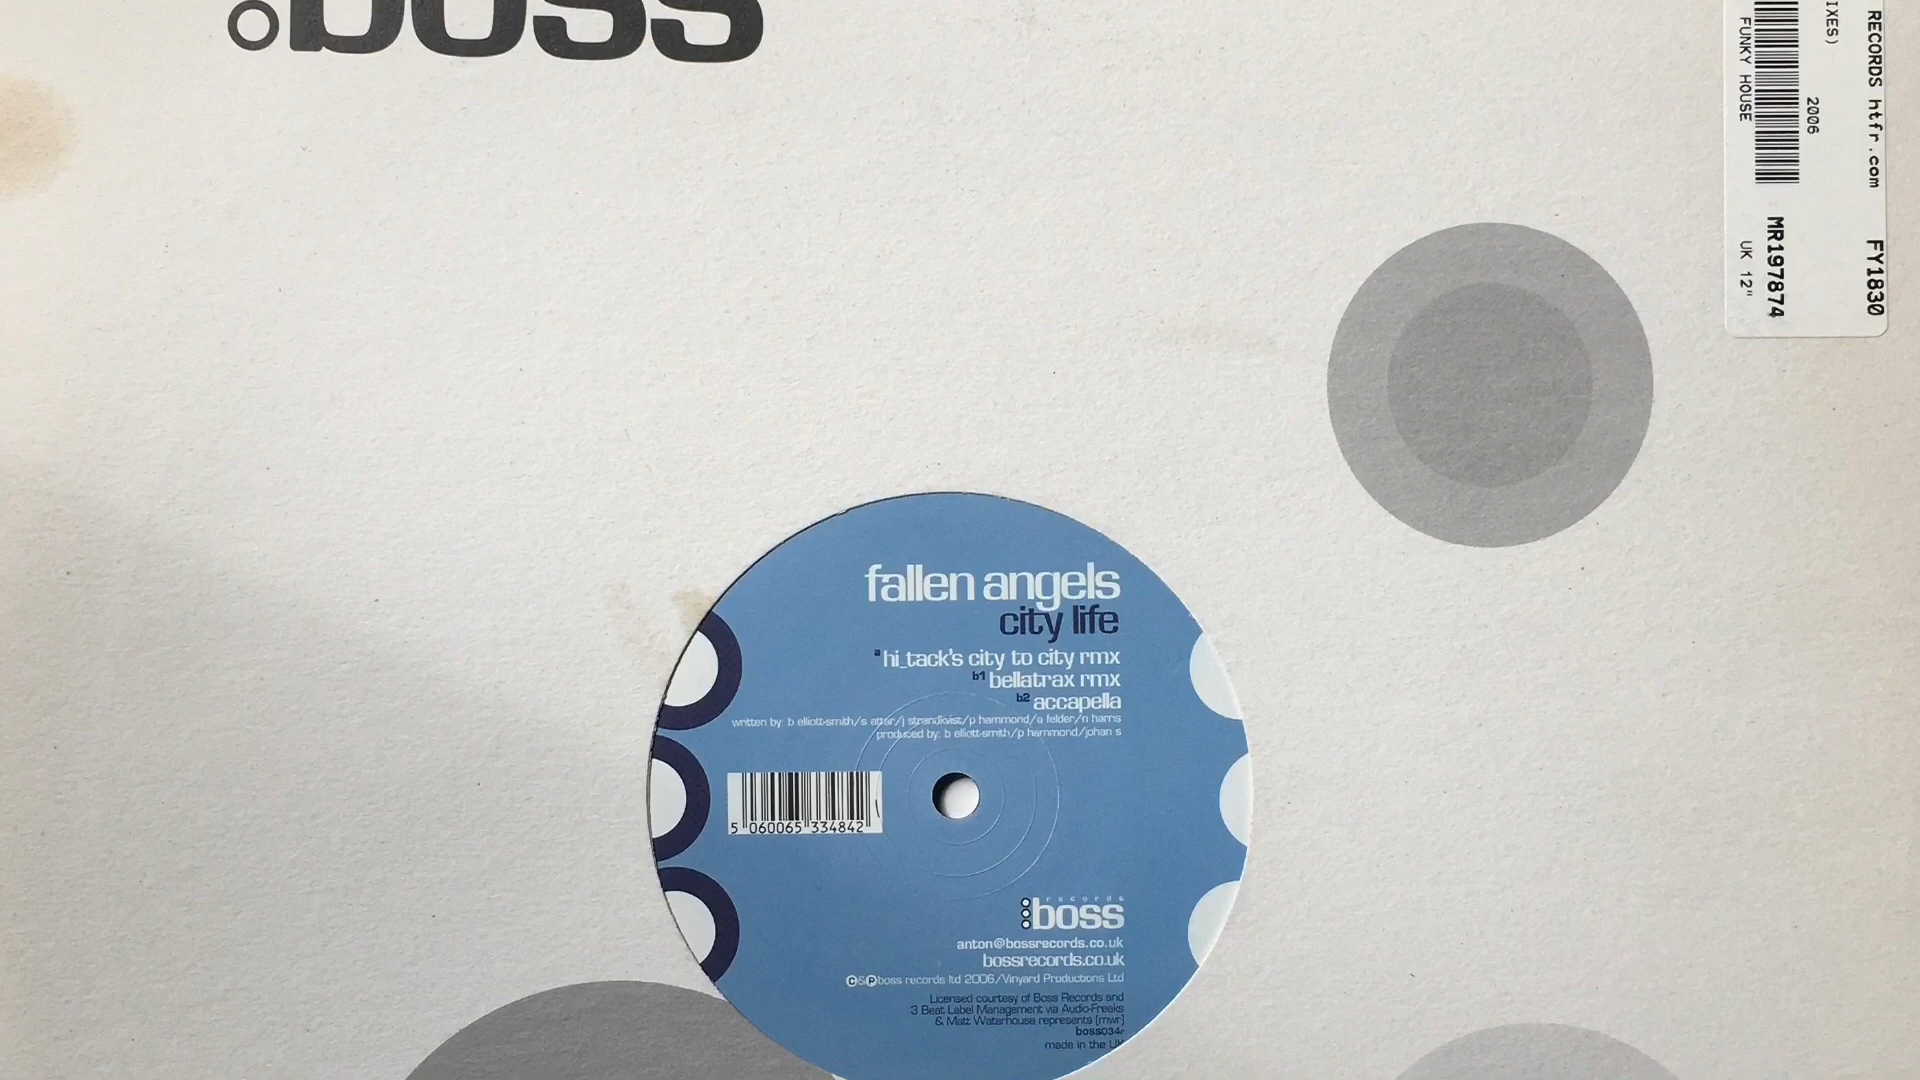 :boss
RECORDS htfr.com FY1830
IXES)
2006
MR197874
FUNKY HOUSE UK 12"
fallen angels
city life
a hi_tack's city to city rmx
b1 bellatrax rmx
b2 accapella
written by: b elliott-smith/s attar/j strandkvist/p hammond/a felder/n harris
produced by: b elliott-smith/p hammond/johan s
5 060065 334842
records
boss
anton@bossrecords.co.uk
bossrecords.co.uk
©&℗boss records ltd 2006/Vinyard Productions Ltd
Licensed courtesy of Boss Records and
3 Beat Label Management via Audio-Freaks
& Matt Waterhouse represents [mwr]
boss034r
made in the UK